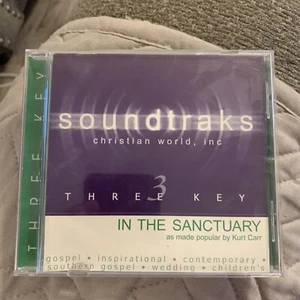 THREE KEY
soundtraks
christian world, inc
3
THREE KEY
IN THE SANCTUARY
as made popular by Kurt Carr
gospel • inspirational • contemporary •
southern gospel • wedding • children's